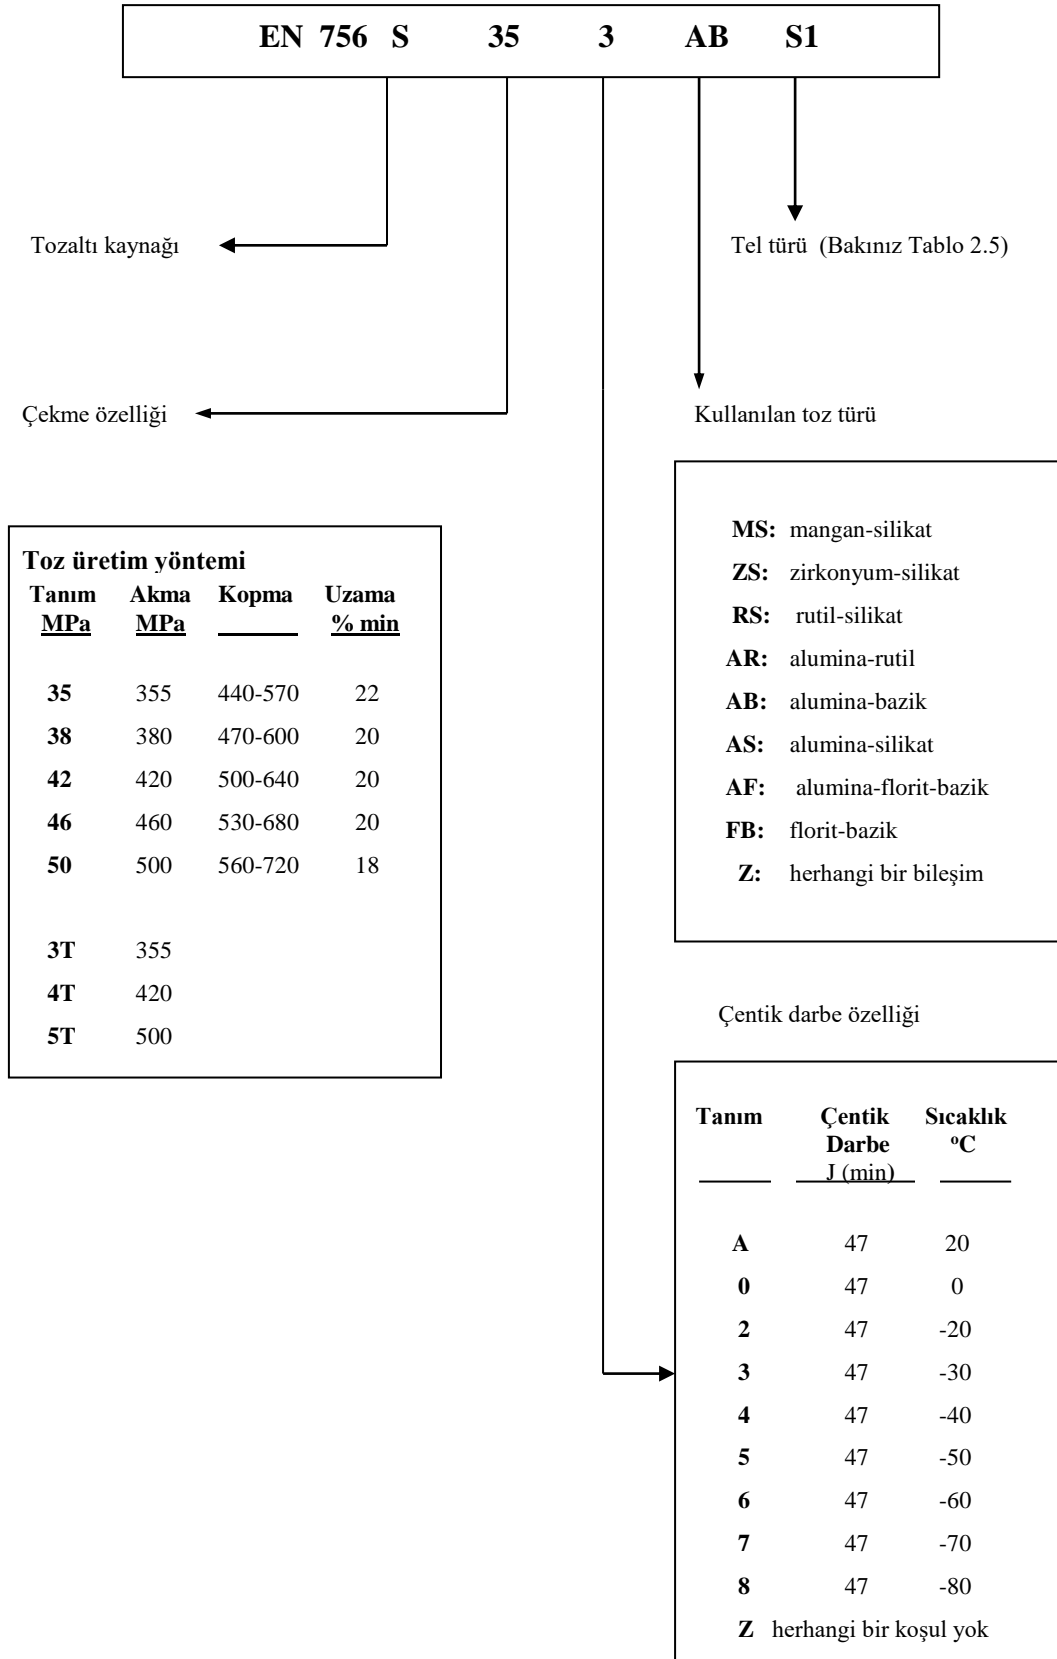 EN 756 S 35 3 AB S1
Tozaltı kaynağı
Tel türü (Bakınız Tablo 2.5)
Çekme özelliği
Kullanılan toz türü
Toz üretim yöntemi
Tanım Akma Kopma Uzama
MPa MPa % min
35 355 440-570 22
38 380 470-600 20
42 420 500-640 20
46 460 530-680 20
50 500 560-720 18
3T 355
4T 420
5T 500
MS: mangan-silikat
ZS: zirkonyum-silikat
RS: rutil-silikat
AR: alumina-rutil
AB: alumina-bazik
AS: alumina-silikat
AF: alumina-florit-bazik
FB: florit-bazik
Z: herhangi bir bileşim
Çentik darbe özelliği
Tanım Çentik Sıcaklık
Darbe ºC
J (min)
A 47 20
0 47 0
2 47 -20
3 47 -30
4 47 -40
5 47 -50
6 47 -60
7 47 -70
8 47 -80
Z herhangi bir koşul yok